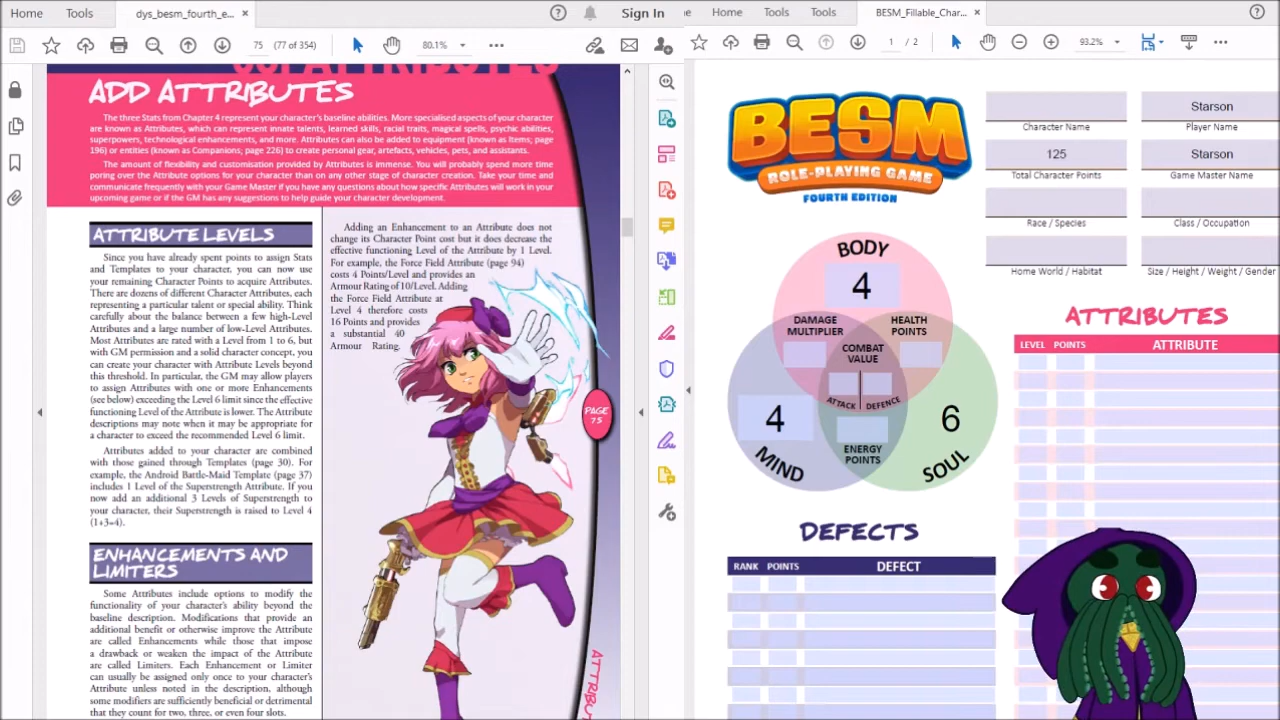 Home
Tools
dys_besm_fourth_e...
Sign In
75
(77 of 354)
80.1%
ADD ATTRIBUTES
The three Stats from Chapter 4 represent your character's baseline abilities. More specialised aspects of your character
are known as Attributes, which can represent innate talents, learned skills, racial traits, magical spells, psychic abilities,
superpowers, technological enhancements, and more. Attributes can also be added to equipment (known as Items; page
196) or entities (known as Companions; page 226) to create personal gear, artefacts, vehicles, pets, and assistants.
The amount of flexibility and customisation provided by Attributes is immense. You will probably spend more time
poring over the Attribute options for your character than on any other stage of character creation. Take your time and
communicate frequently with your Game Master if you have any questions about how specific Attributes will work in your
upcoming game or if the GM has any suggestions to help guide your character development.
ATTRIBUTE LEVELS
Since you have already spent points to assign Stats
and Templates to your character, you can now use
your remaining Character Points to acquire Attributes.
There are dozens of different Character Attributes, each
representing a particular talent or special ability. Think
carefully about the balance between a few high-Level
Attributes and a large number of low-Level Attributes.
Most Attributes are rated with a Level from 1 to 6, but
with GM permission and a solid character concept, you
can create your character with Attribute Levels beyond
this threshold. In particular, the GM may allow players
to assign Attributes with one or more Enhancements
(see below) exceeding the Level 6 limit since the effective
functioning Level of the Attribute is lower. The Attribute
descriptions may note when it may be appropriate for
a character to exceed the recommended Level 6 limit.
Attributes added to your character are combined
with those gained through Templates (page 30). For
example, the Android Battle-Maid Template (page 37)
includes 1 Level of the Superstrength Attribute. If you
now add an additional 3 Levels of Superstrength to
your character, their Superstrength is raised to Level 4
(1+3=4).
ENHANCEMENTS AND
LIMITERS
Some Attributes include options to modify the
functionality of your character's ability beyond the
baseline description. Modifications that provide an
additional benefit or otherwise improve the Attribute
are called Enhancements while those that impose
a drawback or weaken the impact of the Attribute
are called Limiters. Each Enhancement or Limiter
can usually be assigned only once to your character's
Attribute unless noted in the description, although
some modifiers are sufficiently beneficial or detrimental
that they count for two, three, or even four slots.
Adding an Enhancement to an Attribute does not
change its Character Point cost but it does decrease the
effective functioning Level of the Attribute by 1 Level.
For example, the Force Field Attribute (page 94)
costs 4 Points/Level and provides an
Armour Rating of 10/Level. Adding
the Force Field Attribute at
Level 4 therefore costs
16 Points and provides
a substantial 40
Armour Rating.
PAGE
75
Home
Tools
Tools
BESM_Fillable_Char...
1 / 2
93.2%
BESM
ROLE-PLAYING GAME
FOURTH EDITION
Character Name
Starson
125
Total Character Points
Starson
Game Master Name
Race / Species
Class / Occupation
Home World / Habitat
Size / Height / Weight / Gender
BODY
4
DAMAGE
MULTIPLIER
HEALTH
POINTS
COMBAT
VALUE
ATTACK
DEFENCE
4
6
ENERGY
POINTS
MIND
SOUL
ATTRIBUTES
LEVEL POINTS ATTRIBUTE
DEFECTS
RANK POINTS DEFECT